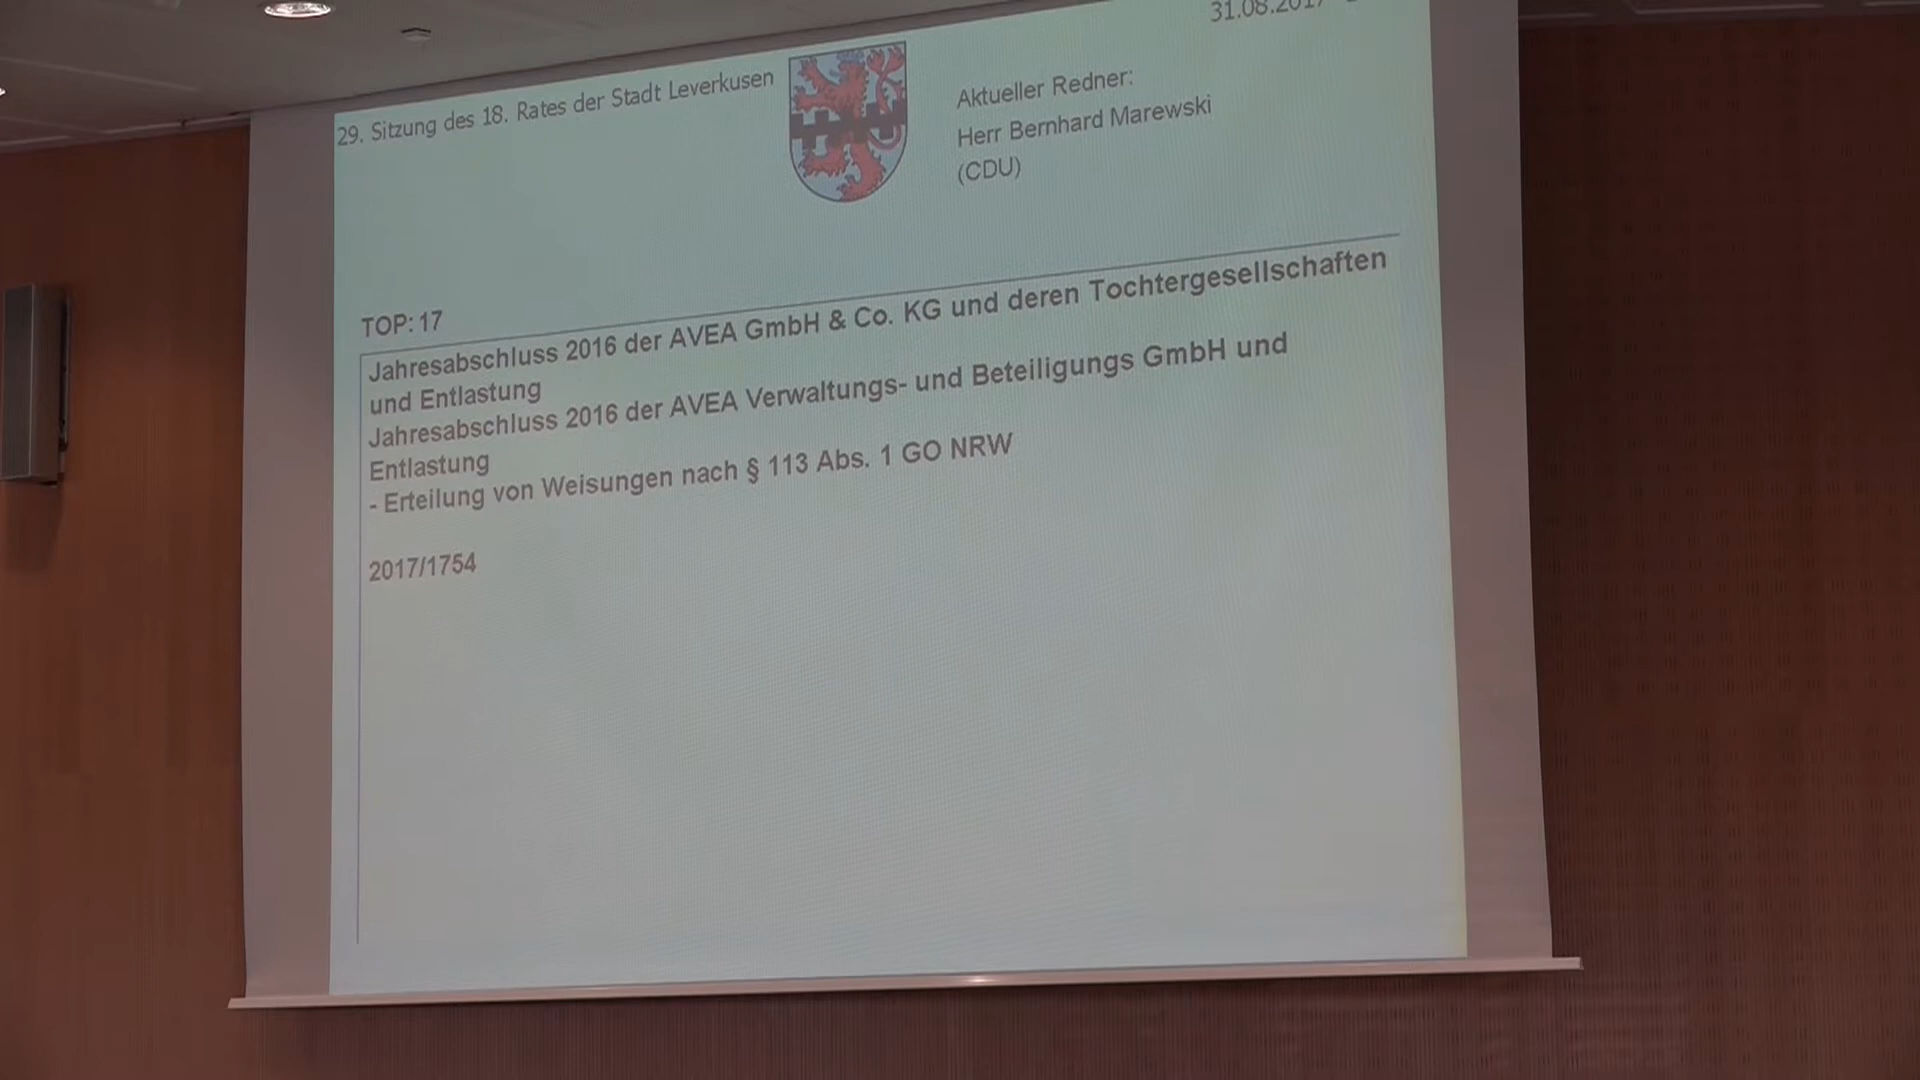 31.08.2017
29. Sitzung des 18. Rates der Stadt Leverkusen
Aktueller Redner:
Herr Bernhard Marewski
(CDU)
TOP: 17
Jahresabschluss 2016 der AVEA GmbH & Co. KG und deren Tochtergesellschaften
und Entlastung
Jahresabschluss 2016 der AVEA Verwaltungs- und Beteiligungs GmbH und
Entlastung
- Erteilung von Weisungen nach § 113 Abs. 1 GO NRW
2017/1754